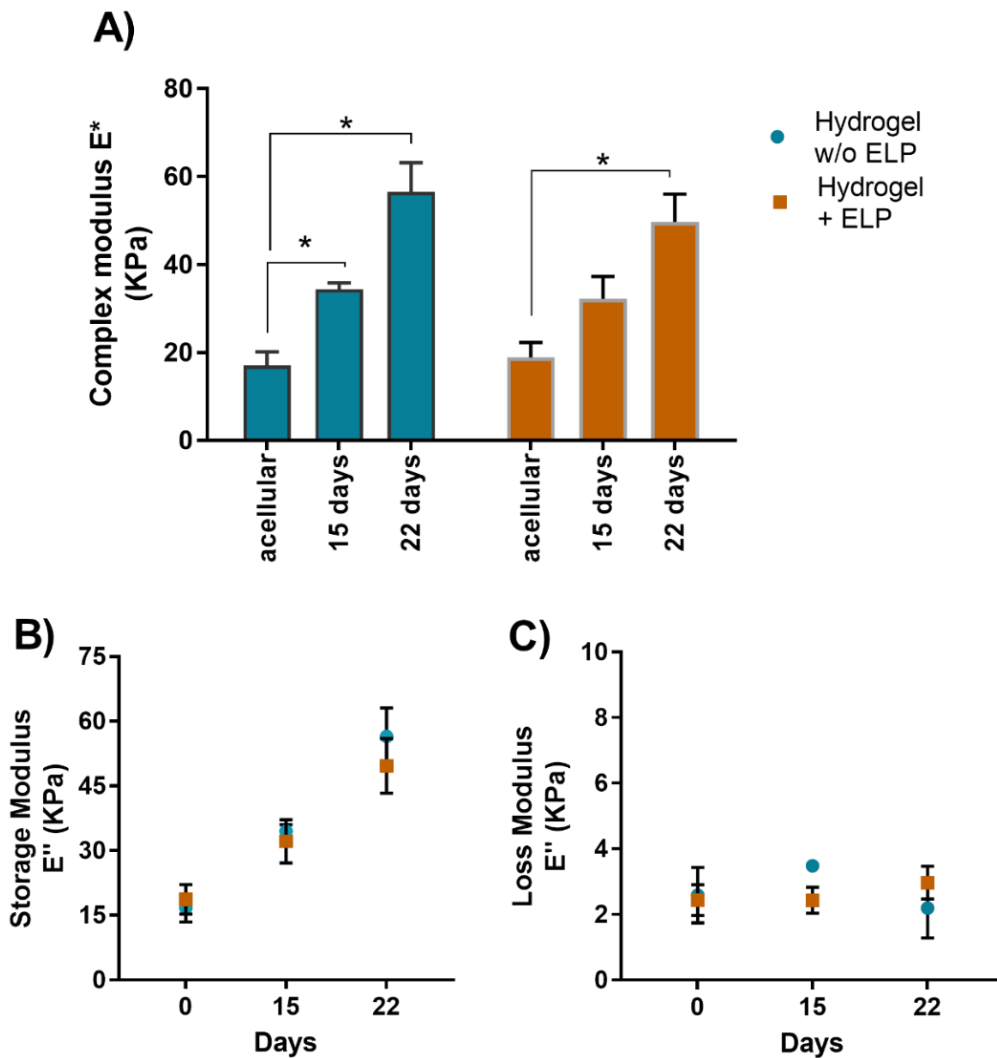 A)
Complex modulus E*
(KPa)
80
60
40
20
0
*
*
*
acellular
15 days
22 days
acellular
15 days
22 days
Hydrogel
w/o ELP
Hydrogel
+ ELP
B)
Storage Modulus
E" (KPa)
75
60
45
30
15
0
0 15 22
Days
C)
Loss Modulus
E" (KPa)
10
8
6
4
2
0
0 15 22
Days